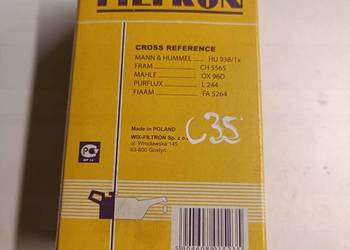 FILTRON
CROSS REFERENCE
MANN & HUMMEL ........ HU 938/1x
FRAM ........ CH 5565
MAHLE ........ OX 96D
PURFLUX ........ L 244
FIAAM ........ FA 5264
Made in POLAND
WIX-FILTRON Sp. z o.o.
ul. Wrocławska 145
63-800 Gostyń
C35